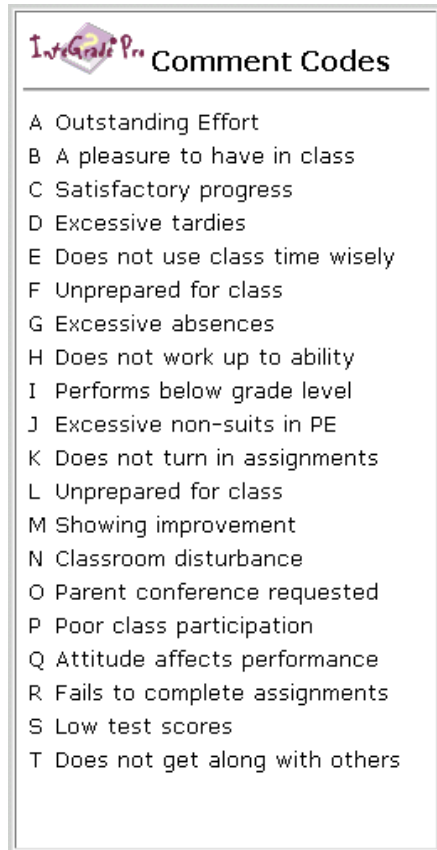 InteGrade Pro Comment Codes
A Outstanding Effort
B A pleasure to have in class
C Satisfactory progress
D Excessive tardies
E Does not use class time wisely
F Unprepared for class
G Excessive absences
H Does not work up to ability
I Performs below grade level
J Excessive non-suits in PE
K Does not turn in assignments
L Unprepared for class
M Showing improvement
N Classroom disturbance
O Parent conference requested
P Poor class participation
Q Attitude affects performance
R Fails to complete assignments
S Low test scores
T Does not get along with others